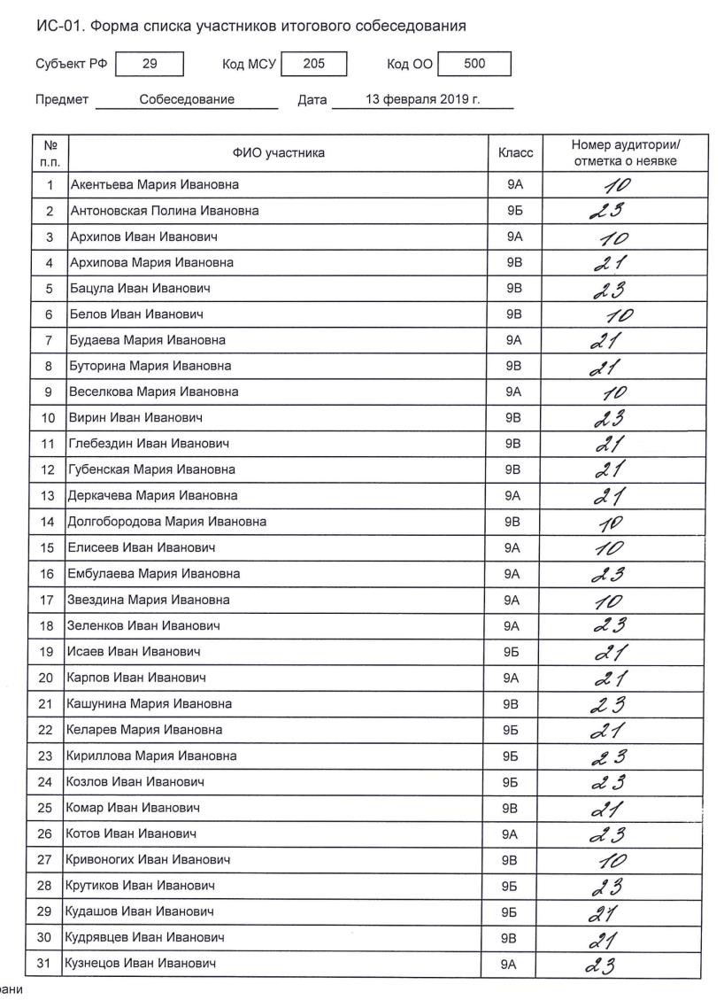 ИС-01. Форма списка участников итогового собеседования
Субъект РФ 29 Код МСУ 205 Код ОО 500
Предмет Собеседование Дата 13 февраля 2019 г.
№ п.п. ФИО участника Класс Номер аудитории/ отметка о неявке
1 Акентьева Мария Ивановна 9А 10
2 Антоновская Полина Ивановна 9Б 23
3 Архипов Иван Иванович 9А 10
4 Архипова Мария Ивановна 9В 21
5 Бацула Иван Иванович 9В 23
6 Белов Иван Иванович 9В 10
7 Будаева Мария Ивановна 9А 21
8 Буторина Мария Ивановна 9В 21
9 Веселкова Мария Ивановна 9А 10
10 Вирин Иван Иванович 9В 23
11 Глебездин Иван Иванович 9В 21
12 Губенская Мария Ивановна 9В 21
13 Деркачева Мария Ивановна 9А 21
14 Долгобородова Мария Ивановна 9В 10
15 Елисеев Иван Иванович 9А 10
16 Ембулаева Мария Ивановна 9А 23
17 Звездина Мария Ивановна 9А 10
18 Зеленков Иван Иванович 9А 23
19 Исаев Иван Иванович 9Б 21
20 Карпов Иван Иванович 9А 21
21 Кашунина Мария Ивановна 9В 23
22 Келарев Мария Ивановна 9Б 21
23 Кириллова Мария Ивановна 9Б 23
24 Козлов Иван Иванович 9Б 23
25 Комар Иван Иванович 9В 21
26 Котов Иван Иванович 9А 23
27 Кривоногих Иван Иванович 9В 10
28 Крутиков Иван Иванович 9Б 23
29 Кудашов Иван Иванович 9Б 21
30 Кудрявцев Иван Иванович 9В 21
31 Кузнецов Иван Иванович 9А 23